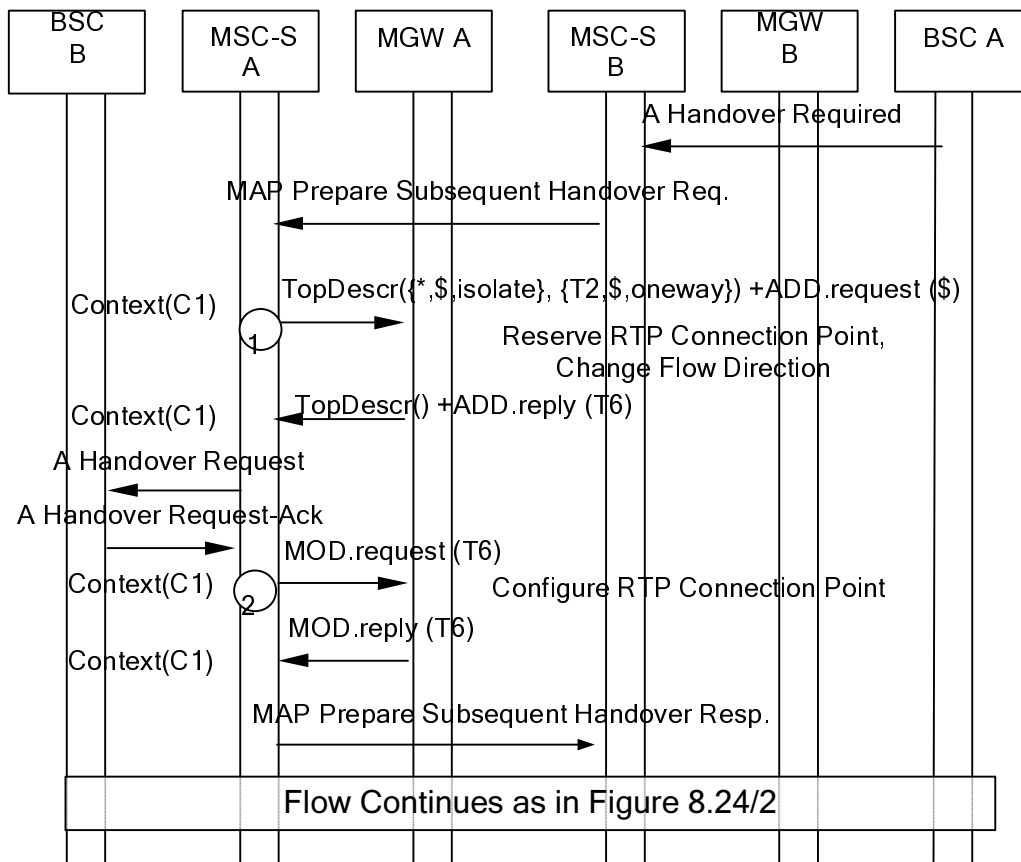 BSC
B
MSC-S
A
MGW A
MSC-S
B
MGW
B
BSC A
A Handover Required
MAP Prepare Subsequent Handover Req.
Context(C1)
TopDescr({*,$,isolate}, {T2,$,oneway}) +ADD.request ($)
1
Reserve RTP Connection Point,
Change Flow Direction
Context(C1)
TopDescr() +ADD.reply (T6)
A Handover Request
A Handover Request-Ack
MOD.request (T6)
Context(C1)
2
Configure RTP Connection Point
MOD.reply (T6)
Context(C1)
MAP Prepare Subsequent Handover Resp.
Flow Continues as in Figure 8.24/2